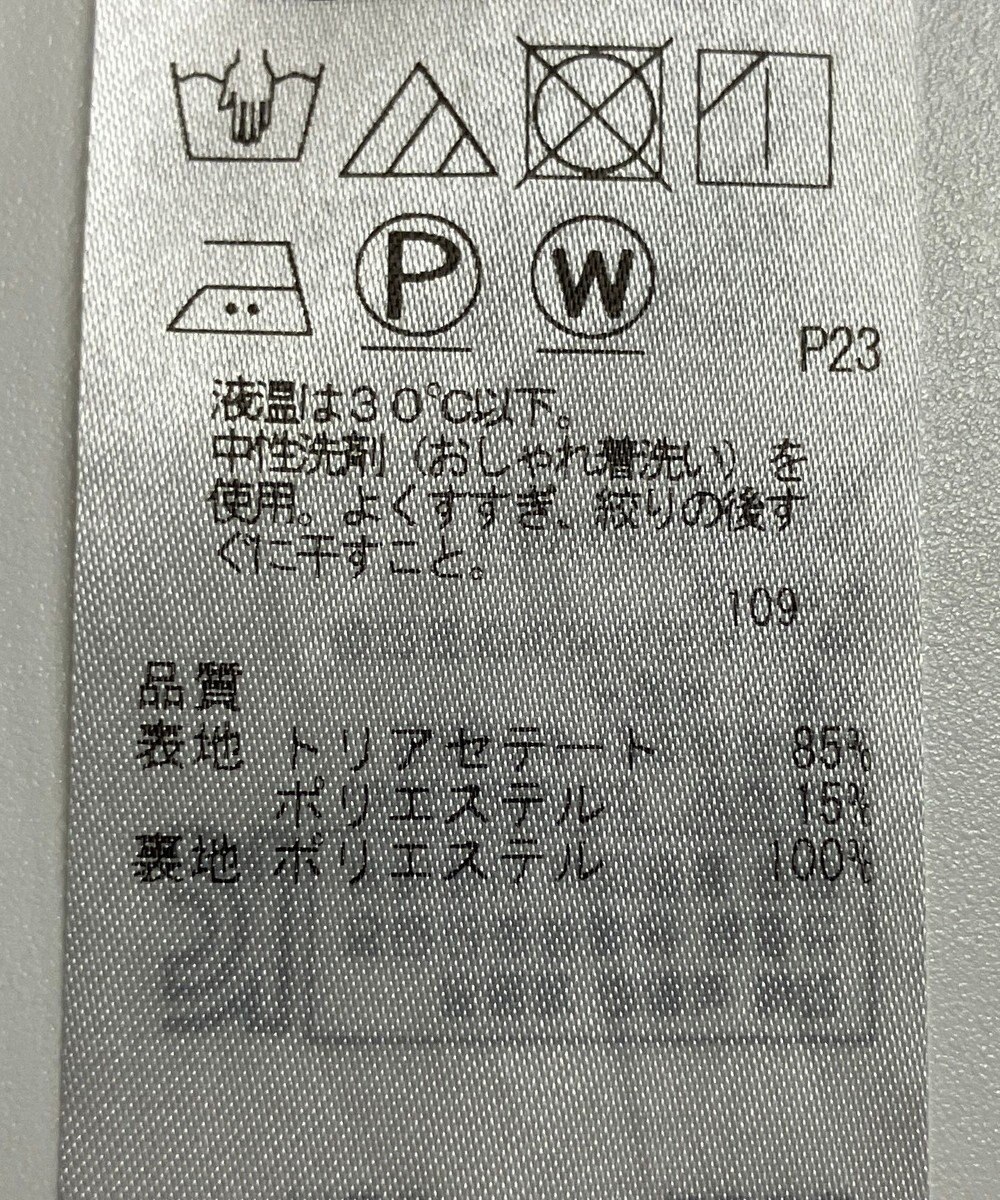 P
W
P23
液温は30℃以下。
中性洗剤（おしゃれ着洗い）を
使用。よくすすぎ、絞りの後す
ぐに干すこと。
109
品質
表地 トリアセテート 85%
ポリエステル 15%
裏地 ポリエステル 100%